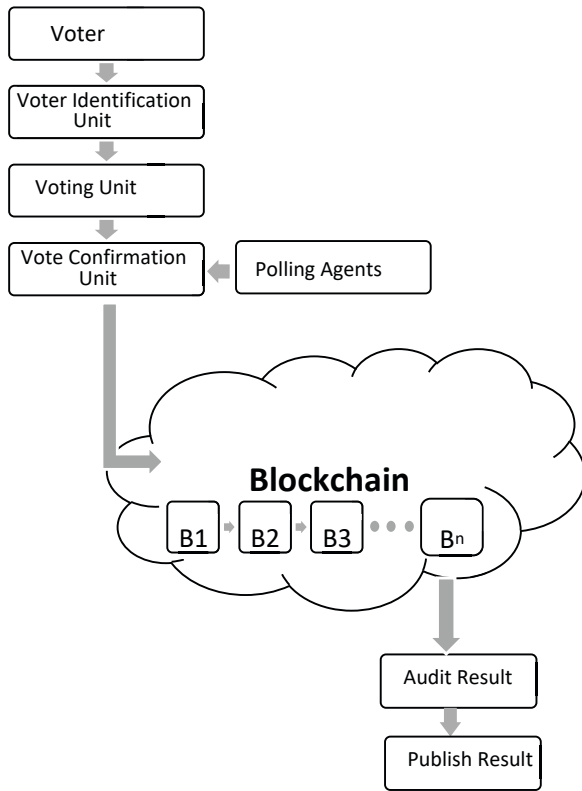 Voter
Voter Identification
Unit
Voting Unit
Vote Confirmation
Unit
Polling Agents
Blockchain
B1 B2 B3 Bn
Audit Result
Publish Result